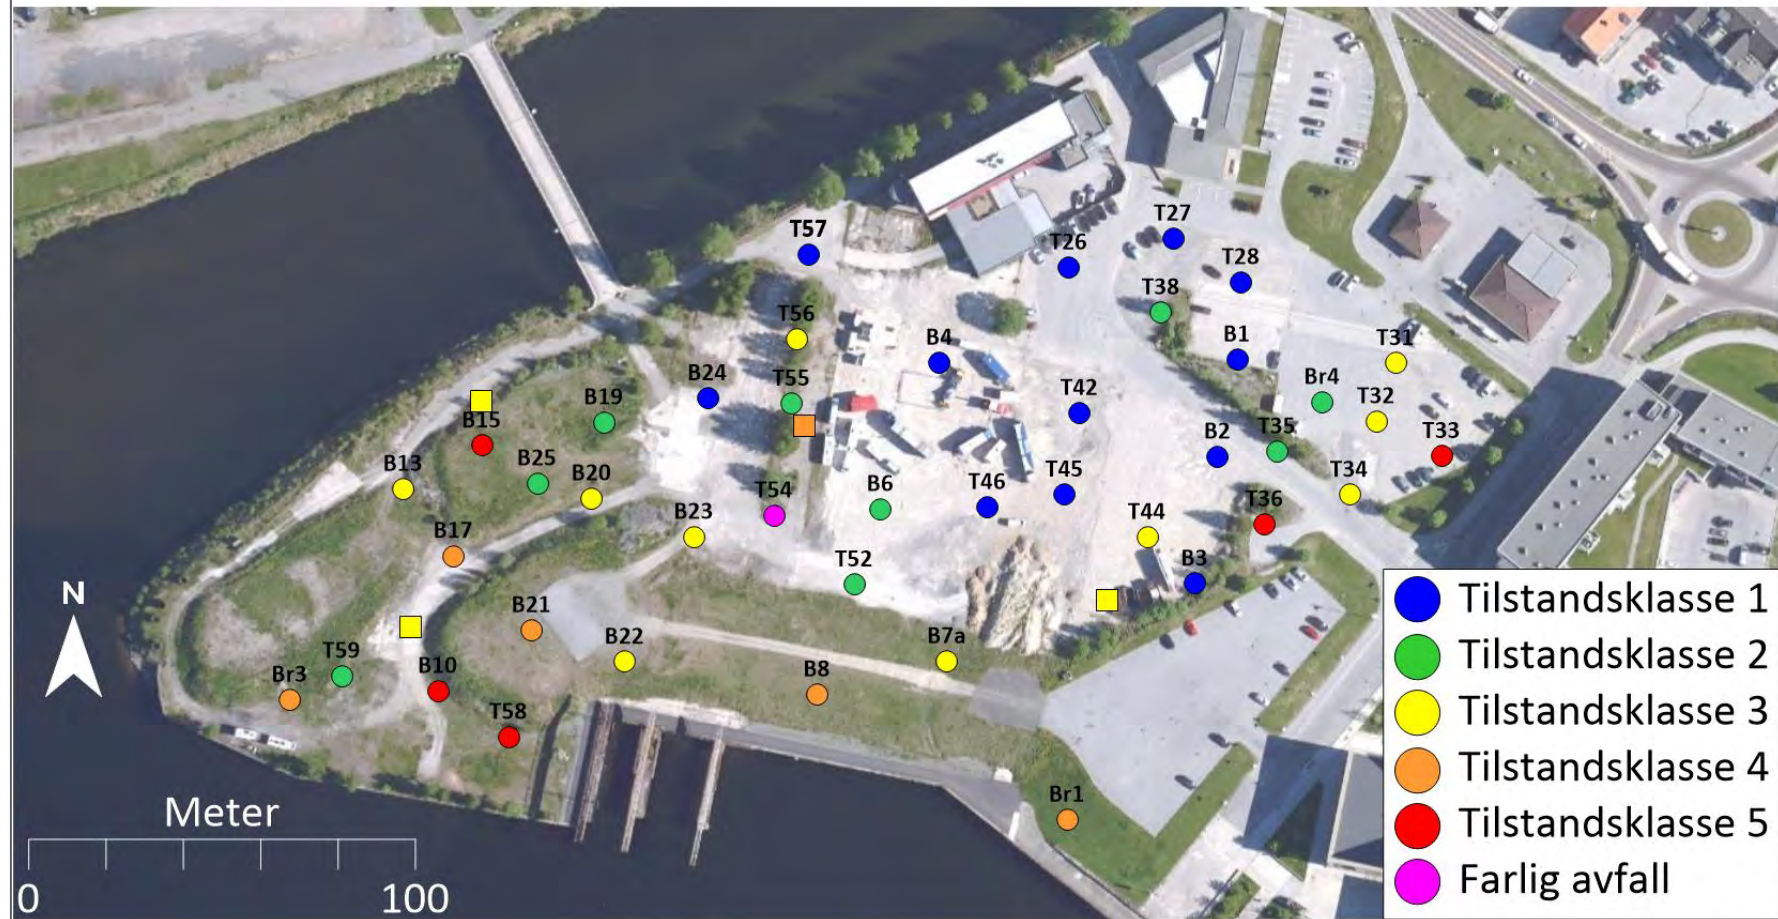 T27
T57
T26
T28
T38
T56
B4
B1
T31
B24
T55
Br4
B19
T42
T32
B15
B2
T35
T33
B13
B25
B20
T54
B6
T46
T45
T34
B17
B23
T44
T36
T52
B3
N
B21
B22
B7a
T59
Br3
B10
B8
T58
Br1
Meter
0
100
Tilstandsklasse 1
Tilstandsklasse 2
Tilstandsklasse 3
Tilstandsklasse 4
Tilstandsklasse 5
Farlig avfall